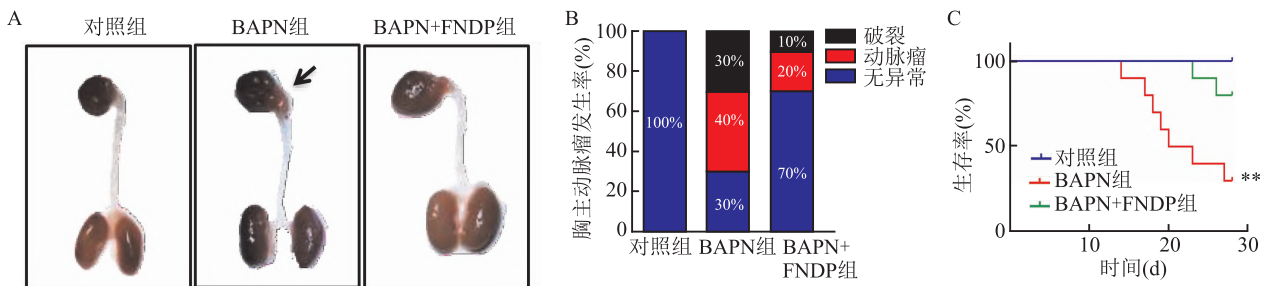 A
对照组
BAPN组
BAPN+FNDP组
B
胸主动脉瘤发生率(%)
100
80
60
40
20
0
100%
30%
40%
30%
10%
20%
70%
破裂
动脉瘤
无异常
对照组
BAPN组
BAPN+
FNDP组
C
生存率(%)
100
50
对照组
BAPN组
BAPN+FNDP组
**
10
20
30
时间(d)